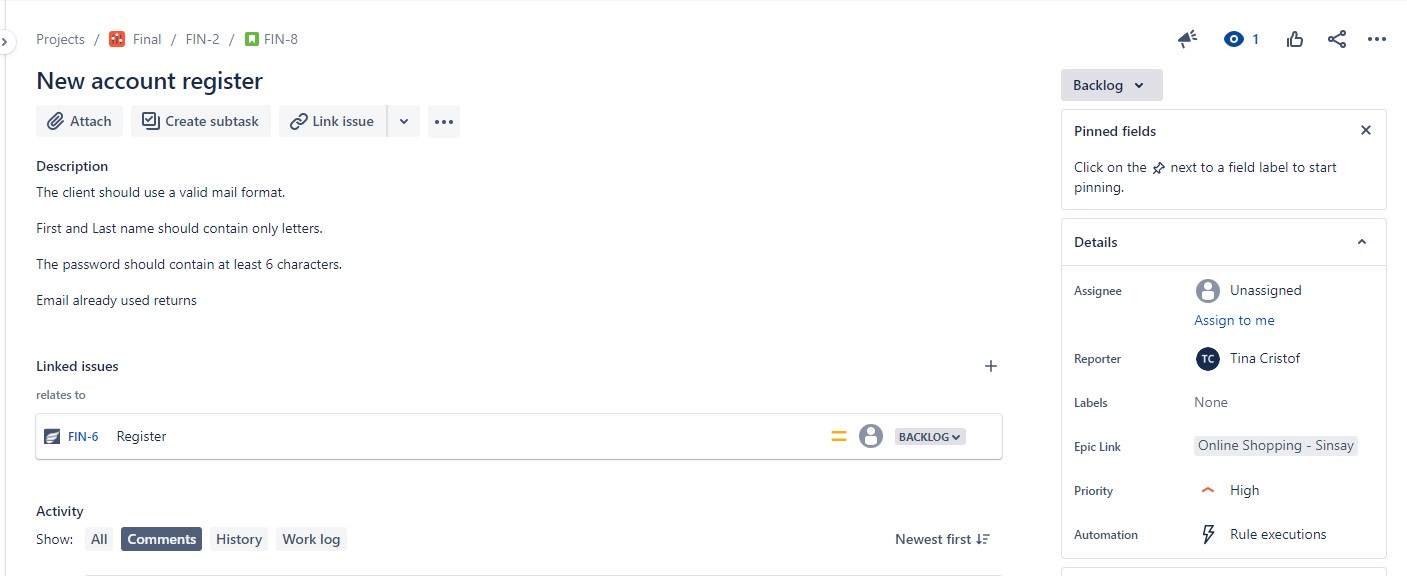 Projects / Final / FIN-2 / FIN-8
1
New account register
Attach
Create subtask
Link issue
Description
The client should use a valid mail format.
First and Last name should contain only letters.
The password should contain at least 6 characters.
Email already used returns
Linked issues
relates to
FIN-6 Register BACKLOG
Activity
Show: All Comments History Work log Newest first
Backlog
Pinned fields
Click on the next to a field label to start
pinning.
Details
Assignee Unassigned
Assign to me
Reporter TC Tina Cristof
Labels None
Epic Link Online Shopping - Sinsay
Priority High
Automation Rule executions